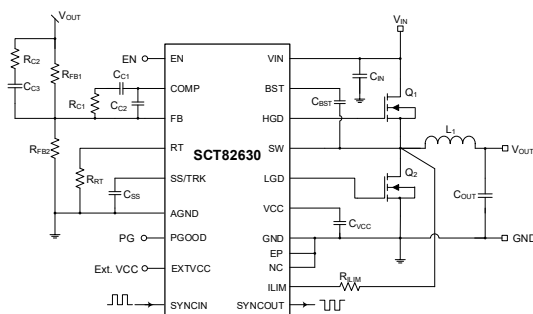 VOUT
VIN
RC2
RFB1
CC3
RFB2
EN
EN
CC1
RC1
CC2
COMP
FB
RT
RRT
SS/TRK
CSS
AGND
PG
PGOOD
Ext. VCC
EXTVCC
SYNCIN
SCT82630
VIN
CIN
BST
CBST
HGD
Q1
SW
L1
VOUT
LGD
Q2
COUT
VCC
CVCC
GND
GND
EP
NC
RILIM
ILIM
SYNCOUT